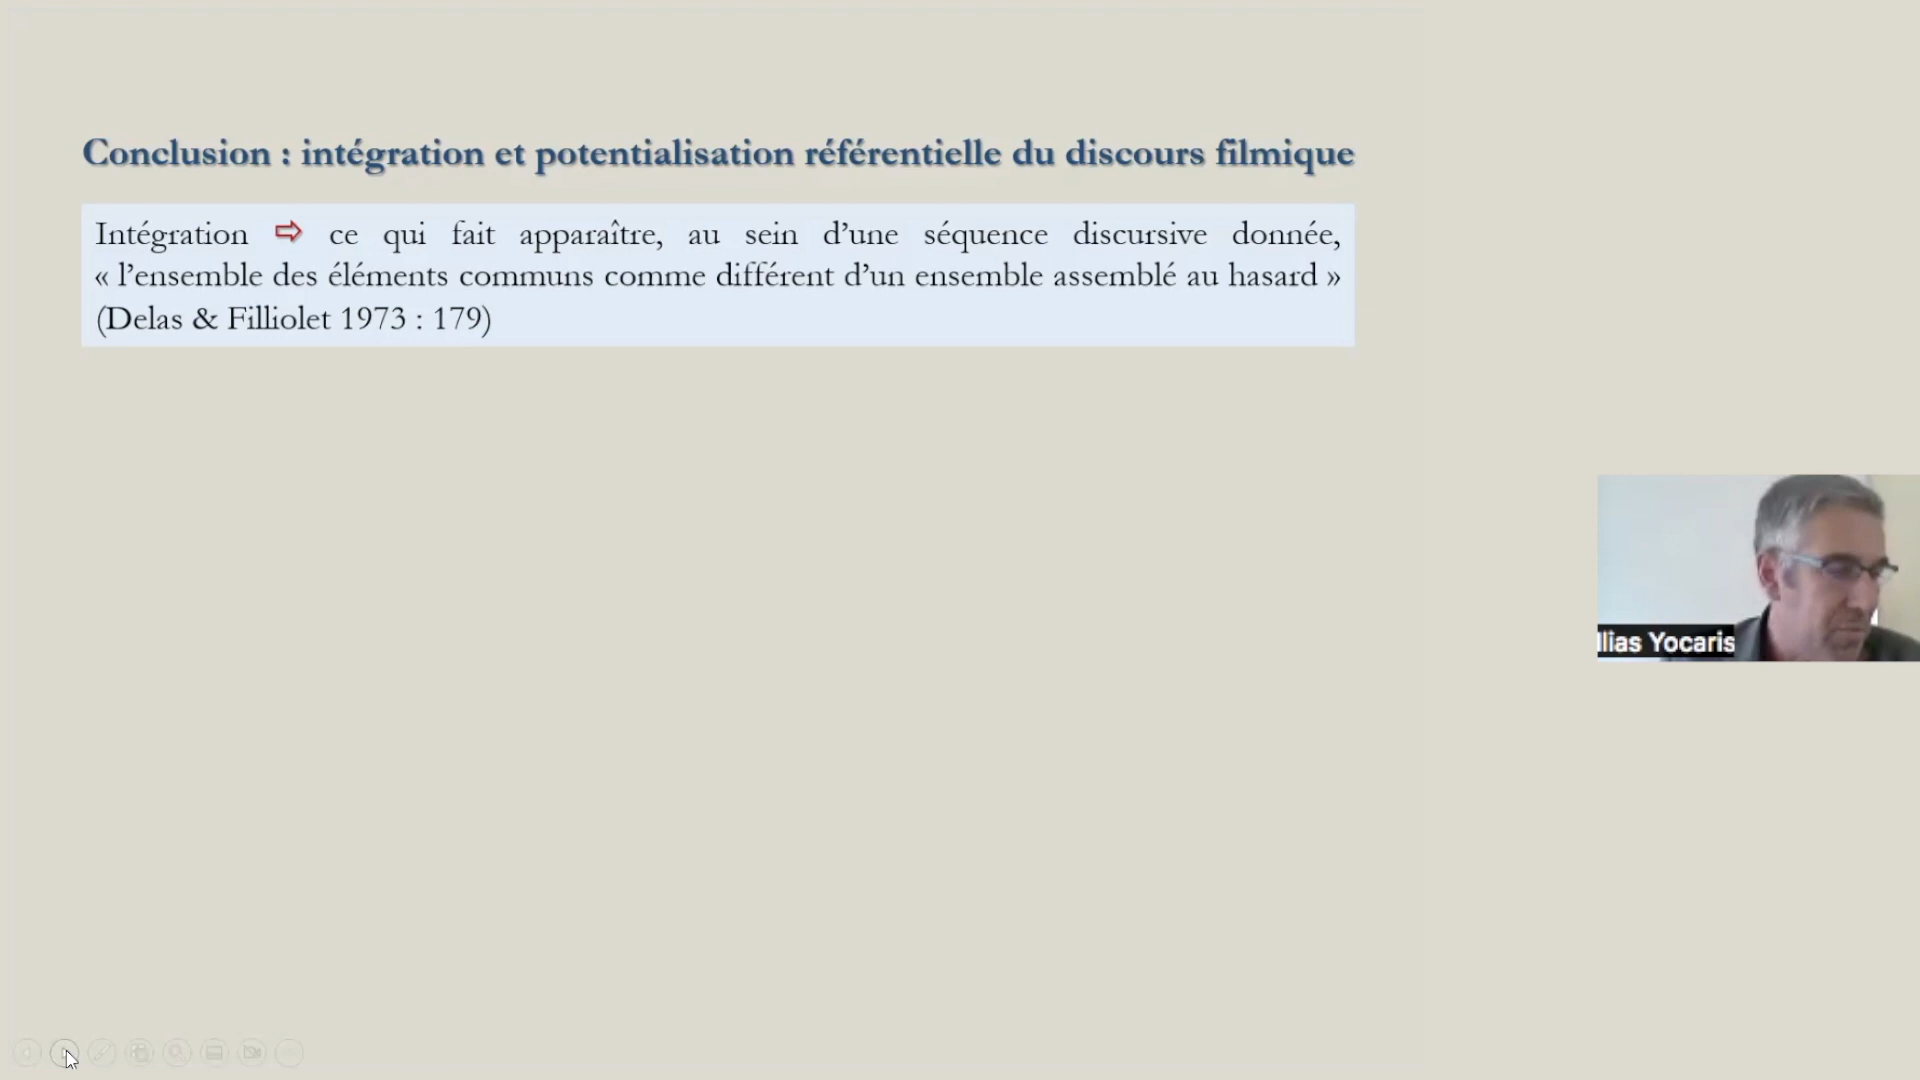 Conclusion : intégration et potentialisation référentielle du discours filmique
Intégration ⇨ ce qui fait apparaître, au sein d’une séquence discursive donnée,
« l’ensemble des éléments communs comme différent d’un ensemble assemblé au hasard »
(Delas & Filliolet 1973 : 179)
Ilias Yocaris